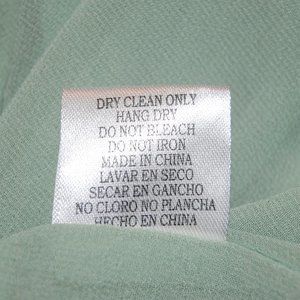 DRY CLEAN ONLY
HANG DRY
DO NOT BLEACH
DO NOT IRON
MADE IN CHINA
LAVAR EN SECO
SECAR EN GANCHO
NO CLORO NO PLANCHA
HECHO EN CHINA